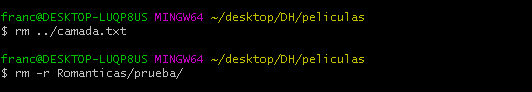 franc@DESKTOP-LUQP8US MINGW64 ~/desktop/DH/peliculas
$ rm ../camada.txt
franc@DESKTOP-LUQP8US MINGW64 ~/desktop/DH/peliculas
$ rm -r Romanticas/prueba/